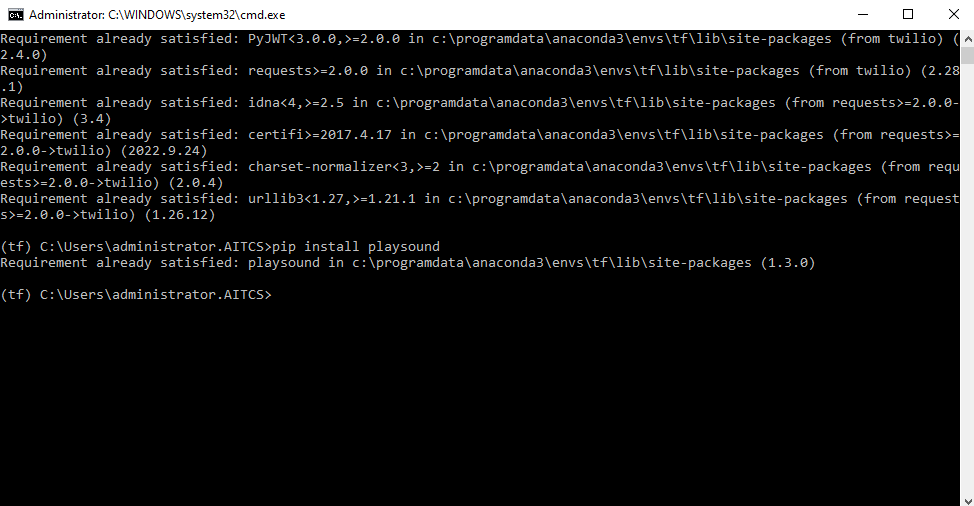 Administrator: C:\WINDOWS\system32\cmd.exe
Requirement already satisfied: PyJWT<3.0.0,>=2.0.0 in c:\programdata\anaconda3\envs\tf\lib\site-packages (from twilio) (
2.4.0)
Requirement already satisfied: requests>=2.0.0 in c:\programdata\anaconda3\envs\tf\lib\site-packages (from twilio) (2.28
.1)
Requirement already satisfied: idna<4,>=2.5 in c:\programdata\anaconda3\envs\tf\lib\site-packages (from requests>=2.0.0-
>twilio) (3.4)
Requirement already satisfied: certifi>=2017.4.17 in c:\programdata\anaconda3\envs\tf\lib\site-packages (from requests>=
2.0.0->twilio) (2022.9.24)
Requirement already satisfied: charset-normalizer<3,>=2 in c:\programdata\anaconda3\envs\tf\lib\site-packages (from requ
ests>=2.0.0->twilio) (2.0.4)
Requirement already satisfied: urllib3<1.27,>=1.21.1 in c:\programdata\anaconda3\envs\tf\lib\site-packages (from request
s>=2.0.0->twilio) (1.26.12)
(tf) C:\Users\administrator.AITCS>pip install playsound
Requirement already satisfied: playsound in c:\programdata\anaconda3\envs\tf\lib\site-packages (1.3.0)
(tf) C:\Users\administrator.AITCS>